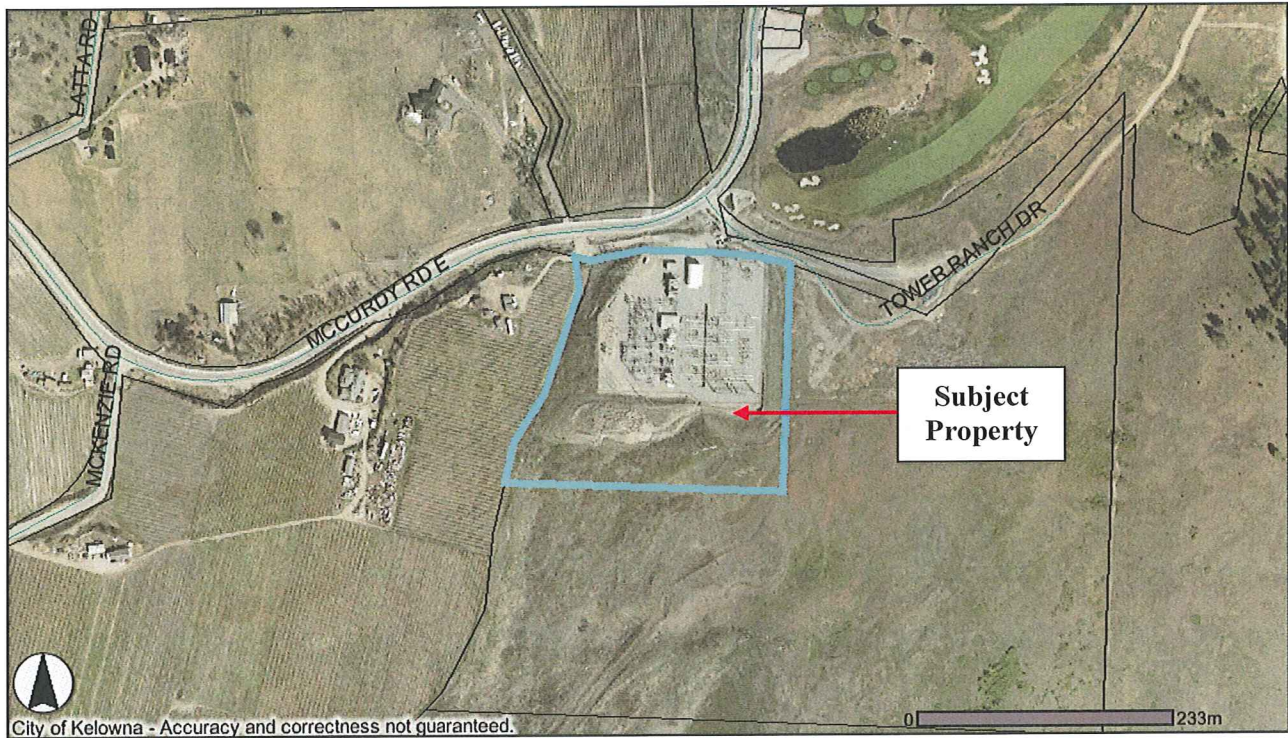 LATTA RD
MCCURDY RD E
TOWER RANCH DR
MCKENZIE RD
Subject
Property
City of Kelowna - Accuracy and correctness not guaranteed.
0 233m